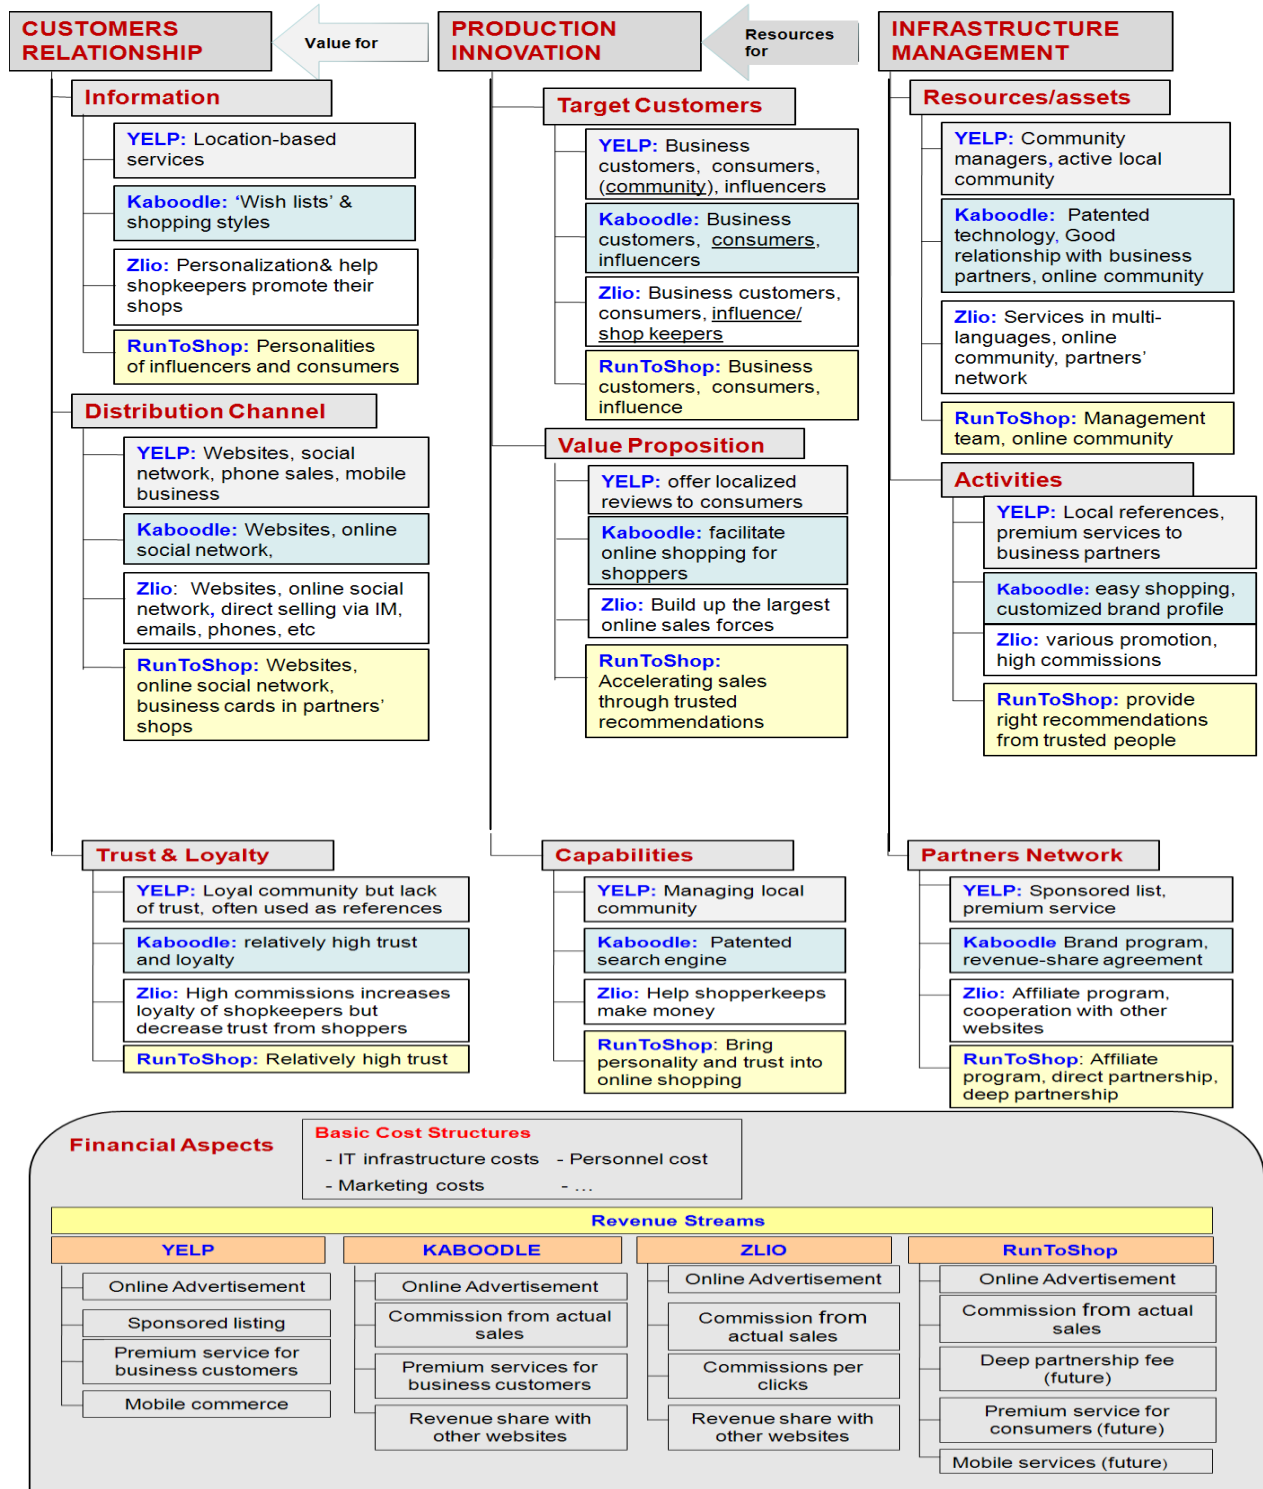 CUSTOMERS
RELATIONSHIP
Value for
PRODUCTION
INNOVATION
Resources
for
INFRASTRUCTURE
MANAGEMENT
Information
YELP: Location-based
services
Kaboodle: ‘Wish lists’ &
shopping styles
Zlio: Personalization& help
shopkeepers promote their
shops
RunToShop: Personalities
of influencers and consumers
Distribution Channel
YELP: Websites, social
network, phone sales, mobile
business
Kaboodle: Websites, online
social network,
Zlio: Websites, online social
network, direct selling via IM,
emails, phones, etc
RunToShop: Websites,
online social network,
business cards in partners’
shops
Trust & Loyalty
YELP: Loyal community but lack
of trust, often used as references
Kaboodle: relatively high trust
and loyalty
Zlio: High commissions increases
loyalty of shopkeepers but
decrease trust from shoppers
RunToShop: Relatively high trust
Target Customers
YELP: Business
customers, consumers,
(community), influencers
Kaboodle: Business
customers, consumers,
influencers
Zlio: Business customers,
consumers, influence/
shop keepers
RunToShop: Business
customers, consumers,
influence
Value Proposition
YELP: offer localized
reviews to consumers
Kaboodle: facilitate
online shopping for
shoppers
Zlio: Build up the largest
online sales forces
RunToShop:
Accelerating sales
through trusted
recommendations
Capabilities
YELP: Managing local
community
Kaboodle: Patented
search engine
Zlio: Help shopperkeeps
make money
RunToShop: Bring
personality and trust into
online shopping
Resources/assets
YELP: Community
managers, active local
community
Kaboodle: Patented
technology, Good
relationship with business
partners, online community
Zlio: Services in multi-
languages, online
community, partners’
network
RunToShop: Management
team, online community
Activities
YELP: Local references,
premium services to
business partners
Kaboodle: easy shopping,
customized brand profile
Zlio: various promotion,
high commissions
RunToShop: provide
right recommendations
from trusted people
Partners Network
YELP: Sponsored list,
premium service
Kaboodle Brand program,
revenue-share agreement
Zlio: Affiliate program,
cooperation with other
websites
RunToShop: Affiliate
program, direct partnership,
deep partnership
Financial Aspects
Basic Cost Structures
- IT infrastructure costs - Personnel cost
- Marketing costs - ...
Revenue Streams
YELP
Online Advertisement
Sponsored listing
Premium service for
business customers
Mobile commerce
KABOODLE
Online Advertisement
Commission from actual
sales
Premium services for
business customers
Revenue share with
other websites
ZLIO
Online Advertisement
Commission from
actual sales
Commissions per
clicks
Revenue share with
other websites
RunToShop
Online Advertisement
Commission from actual
sales
Deep partnership fee
(future)
Premium service for
consumers (future)
Mobile services (future)